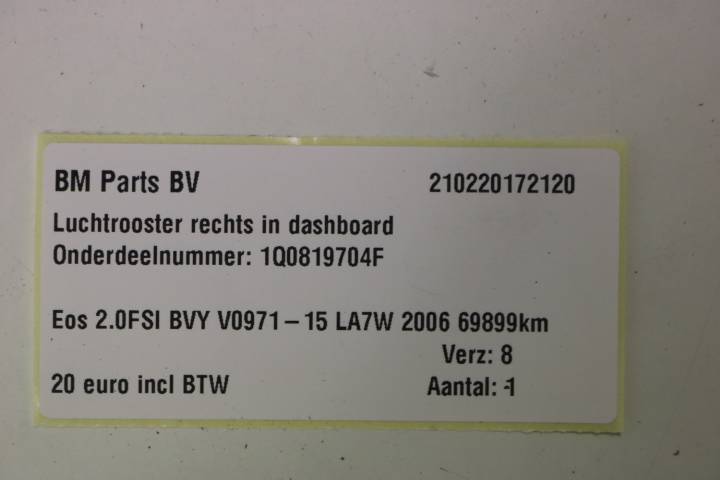 BM Parts BV 210220172120
Luchtrooster rechts in dashboard
Onderdeelnummer: 1Q0819704F
Eos 2.0FSI BVY V0971-15 LA7W 2006 69899km
Verz: 8
20 euro incl BTW Aantal: 1